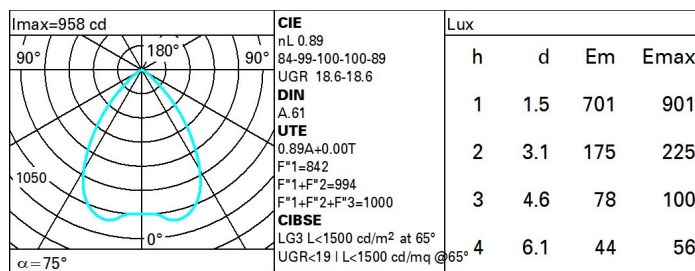 Imax=958 cd
90°
180°
90°
1050
0°
α=75°
CIE
nL 0.89
84-99-100-100-89
UGR 18.6-18.6
DIN
A.61
UTE
0.89A+0.00T
F"1=842
F"1+F"2=994
F"1+F"2+F"3=1000
CIBSE
LG3 L<1500 cd/m² at 65°
UGR<19 | L<1500 cd/mq @65°
Lux
h d Em Emax
1 1.5 701 901
2 3.1 175 225
3 4.6 78 100
4 6.1 44 56